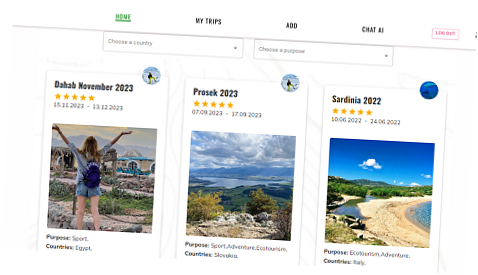 HOME MY TRIPS ADD CHAT AI LOG OUT
Choose a country Choose a purpose
Dahab November 2023
15.11.2023 - 13.12.2023
Purpose: Sport.
Countries: Egypt.
Prosek 2023
07.09.2023 - 17.09.2023
Purpose: Sport,Adventure,Ecotourism.
Countries: Slovakia.
Sardinia 2022
10.06.2022 - 24.06.2022
Purpose: Ecotourism,Adventure.
Countries: Italy.